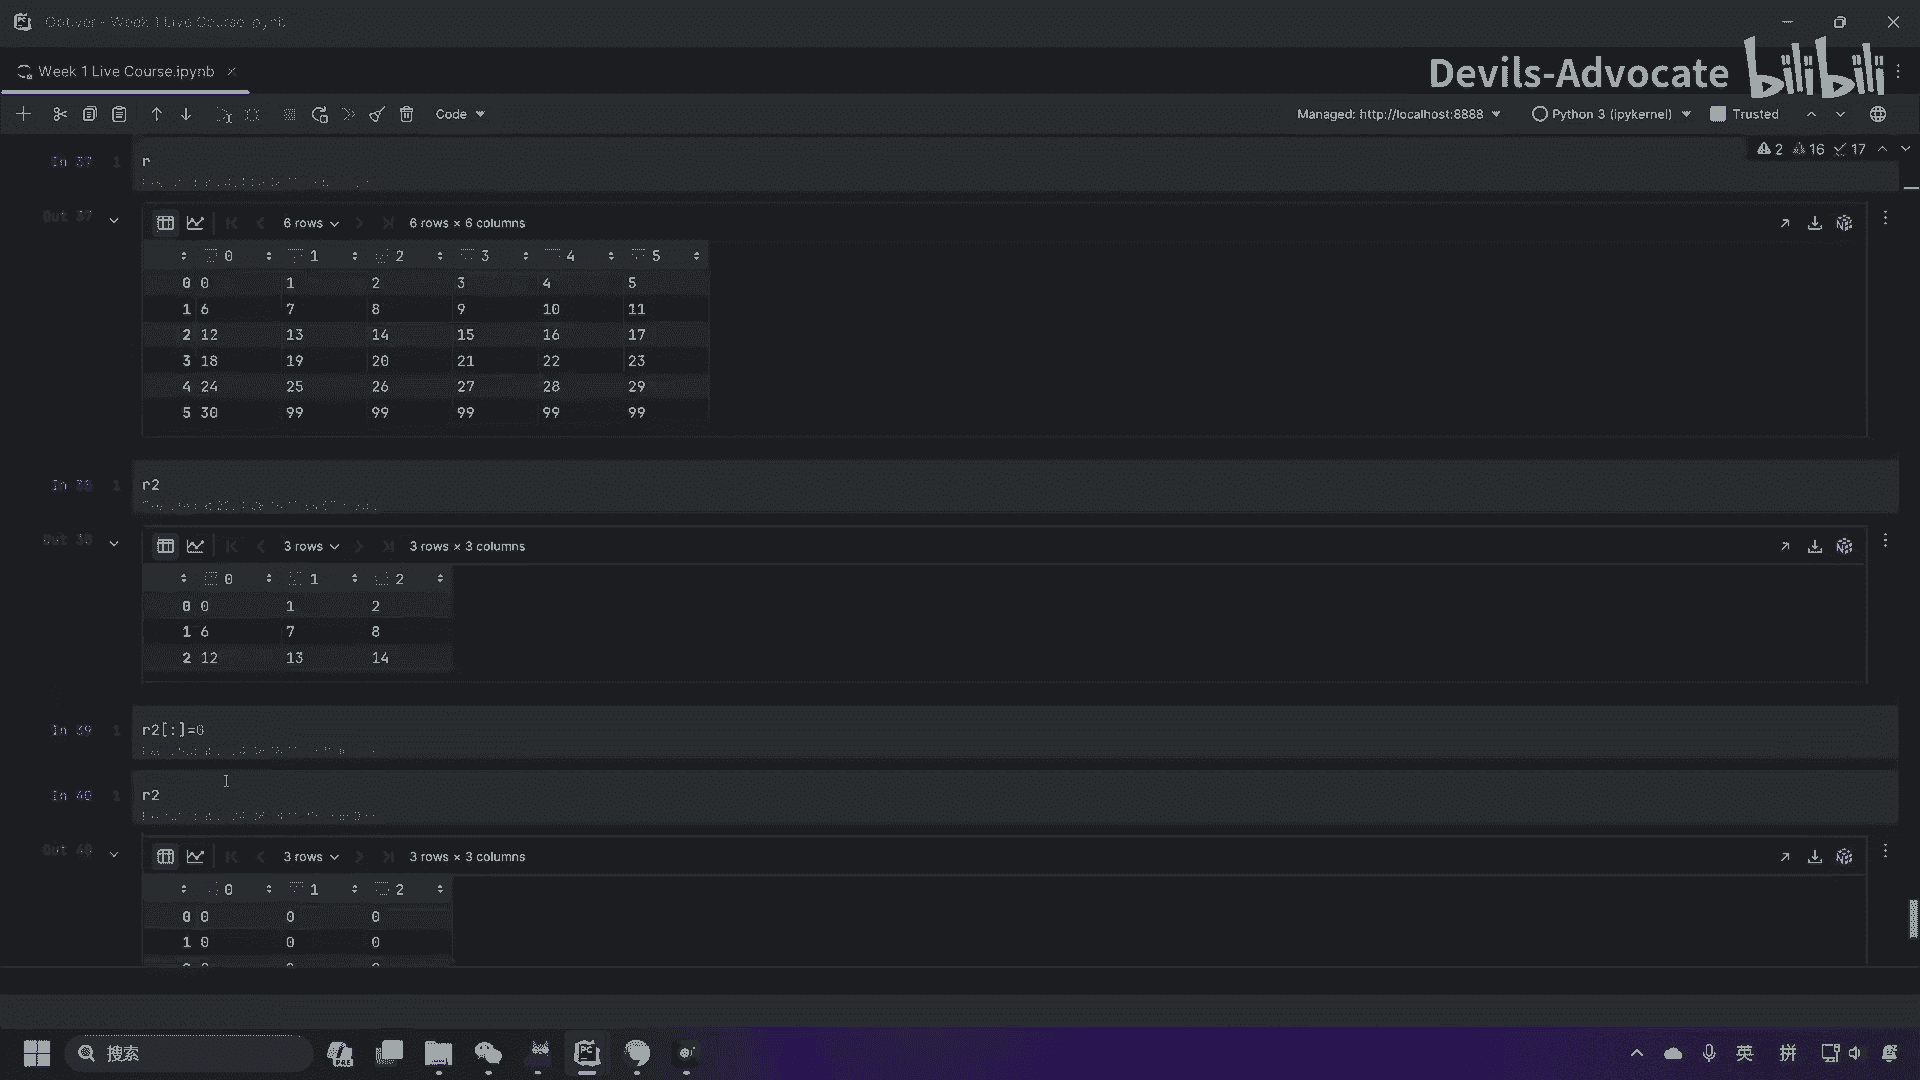 Week 1 Live Course.ipynb
Devils-Advocate bilibili
Code
Managed: http://localhost:8888
Python 3 (ipykernel)
Trusted
In 37 1 r
2 16 17
6 rows 6 rows × 6 columns
0 1 2 3 4 5
0 0 1 2 3 4 5
1 6 7 8 9 10 11
2 12 13 14 15 16 17
3 18 19 20 21 22 23
4 24 25 26 27 28 29
5 30 99 99 99 99 99
In 38 1 r2
3 rows 3 rows × 3 columns
0 1 2
0 0 1 2
1 6 7 8
2 12 13 14
In 39 1 r2[:]=0
In 40 1 r2
Out 40 3 rows 3 rows × 3 columns
0 1 2
0 0 0 0
1 0 0 0
搜索
英 拼